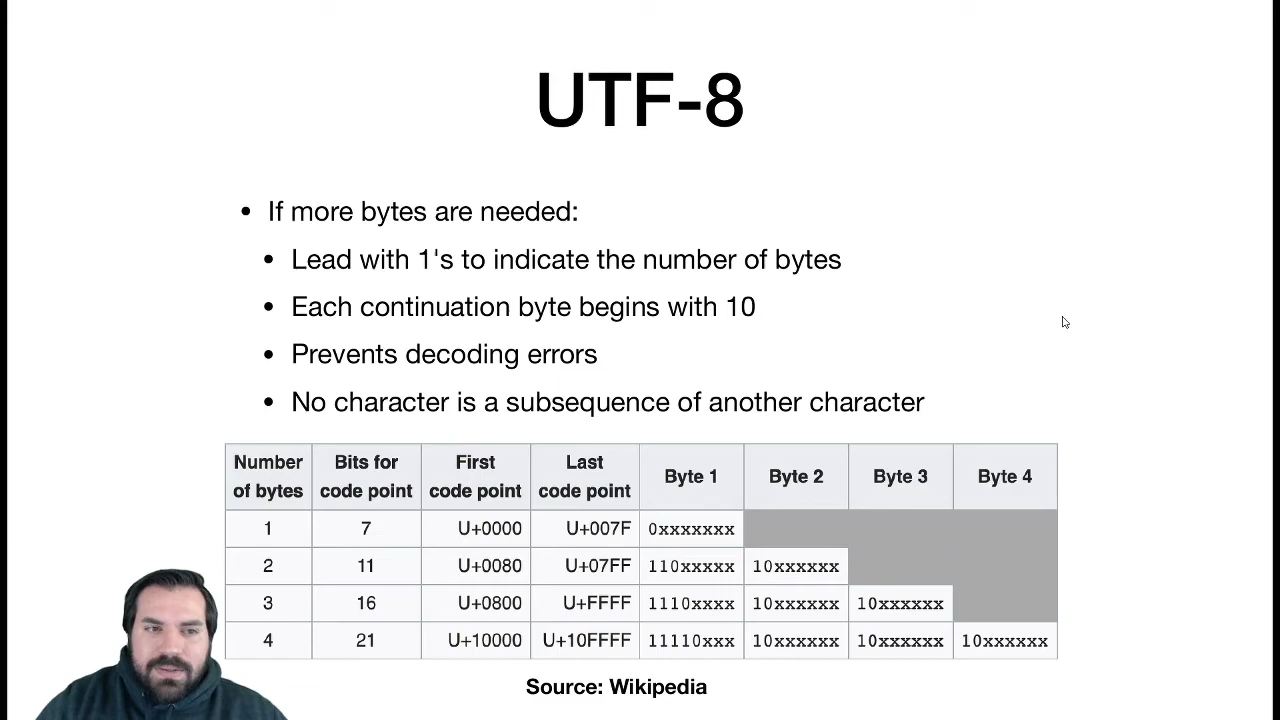 UTF-8
• If more bytes are needed:
• Lead with 1's to indicate the number of bytes
• Each continuation byte begins with 10
• Prevents decoding errors
• No character is a subsequence of another character
Number of bytes Bits for code point First code point Last code point Byte 1 Byte 2 Byte 3 Byte 4
1 7 U+0000 U+007F 0xxxxxxx
2 11 U+0080 U+07FF 110xxxxx 10xxxxxx
3 16 U+0800 U+FFFF 1110xxxx 10xxxxxx 10xxxxxx
4 21 U+10000 U+10FFFF 11110xxx 10xxxxxx 10xxxxxx 10xxxxxx
Source: Wikipedia